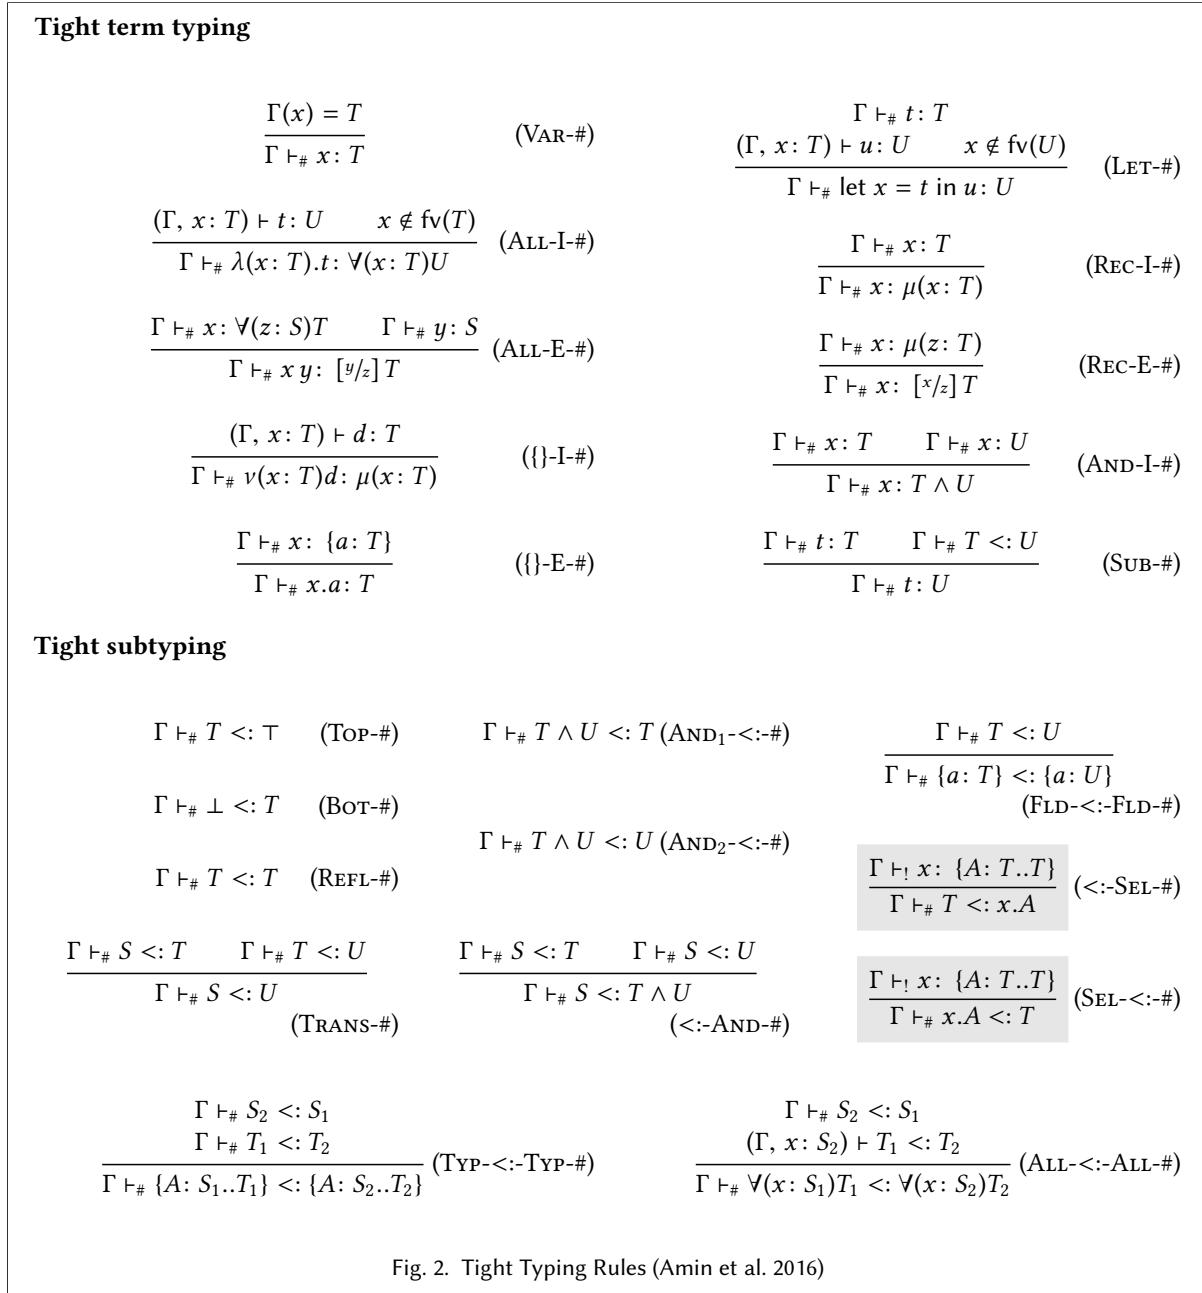 Tight term typing
Γ(x) = T
Γ ⊢# x: T
(VAR-#)
Γ ⊢# t: T
(Γ, x: T) ⊢ u: U x ∉ fv(U)
Γ ⊢# let x = t in u: U
(LET-#)
(Γ, x: T) ⊢ t: U x ∉ fv(T)
Γ ⊢# λ(x: T).t: ∀(x: T)U
(ALL-I-#)
Γ ⊢# x: T
Γ ⊢# x: μ(x: T)
(REC-I-#)
Γ ⊢# x: ∀(z: S)T Γ ⊢# y: S
Γ ⊢# x y: [y/z] T
(ALL-E-#)
Γ ⊢# x: μ(z: T)
Γ ⊢# x: [x/z] T
(REC-E-#)
(Γ, x: T) ⊢ d: T
Γ ⊢# ν(x: T)d: μ(x: T)
({}-I-#)
Γ ⊢# x: T Γ ⊢# x: U
Γ ⊢# x: T ∧ U
(AND-I-#)
Γ ⊢# x: {a: T}
Γ ⊢# x.a: T
({}-E-#)
Γ ⊢# t: T Γ ⊢# T <: U
Γ ⊢# t: U
(SUB-#)
Tight subtyping
Γ ⊢# T <: ⊤ (TOP-#)
Γ ⊢# T ∧ U <: T (AND₁-<:-#)
Γ ⊢# T <: U
Γ ⊢# {a: T} <: {a: U}
(FLD-<:-FLD-#)
Γ ⊢# ⊥ <: T (BOT-#)
Γ ⊢# T ∧ U <: U (AND₂-<:-#)
Γ ⊢# T <: T (REFL-#)
Γ ⊢! x: {A: T..T}
Γ ⊢# T <: x.A
(<:-SEL-#)
Γ ⊢# S <: T Γ ⊢# T <: U
Γ ⊢# S <: U
(TRANS-#)
Γ ⊢# S <: T Γ ⊢# S <: U
Γ ⊢# S <: T ∧ U
(<:-AND-#)
Γ ⊢! x: {A: T..T}
Γ ⊢# x.A <: T
(SEL-<:-#)
Γ ⊢# S₂ <: S₁
Γ ⊢# T₁ <: T₂
Γ ⊢# {A: S₁..T₁} <: {A: S₂..T₂}
(TYP-<:-TYP-#)
Γ ⊢# S₂ <: S₁
(Γ, x: S₂) ⊢ T₁ <: T₂
Γ ⊢# ∀(x: S₁)T₁ <: ∀(x: S₂)T₂
(ALL-<:-ALL-#)
Fig. 2. Tight Typing Rules (Amin et al. 2016)